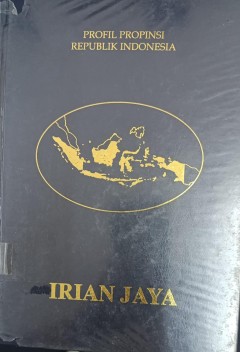 PROFIL PROPINSI
REPUBLIK INDONESIA
IRIAN JAYA